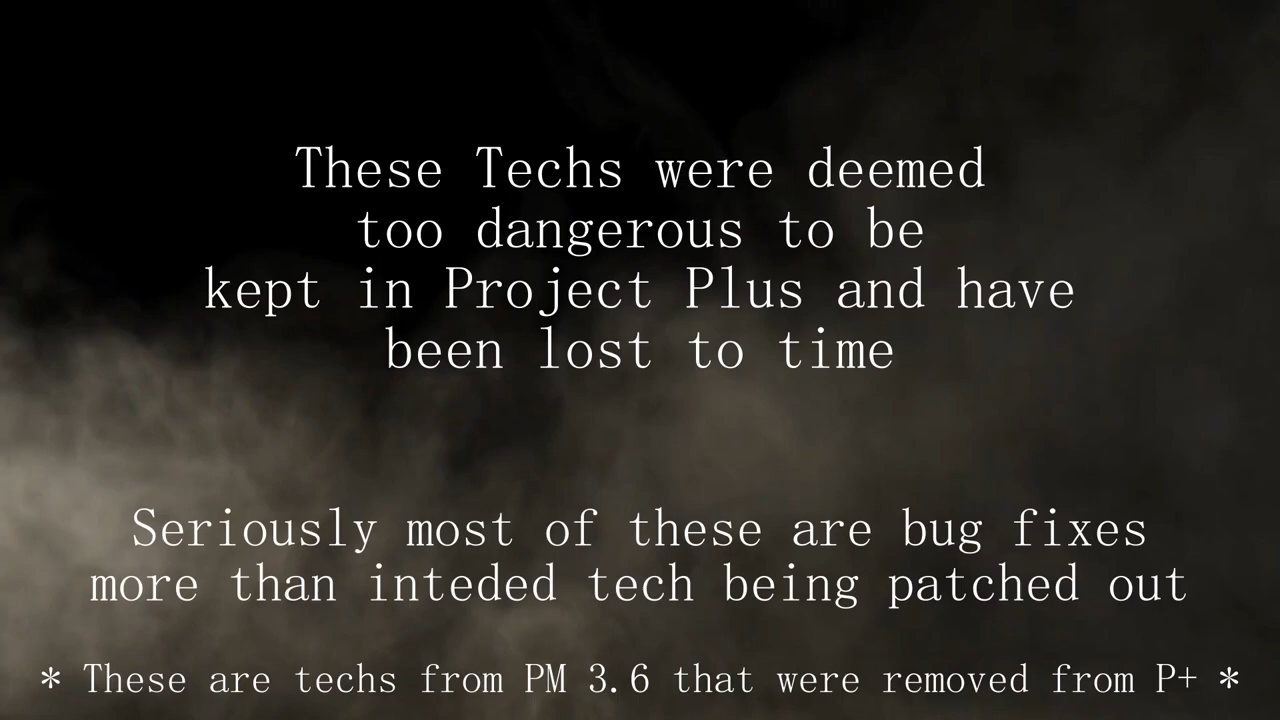 These Techs were deemed
too dangerous to be
kept in Project Plus and have
been lost to time
Seriously most of these are bug fixes
more than inteded tech being patched out
* These are techs from PM 3.6 that were removed from P+ *